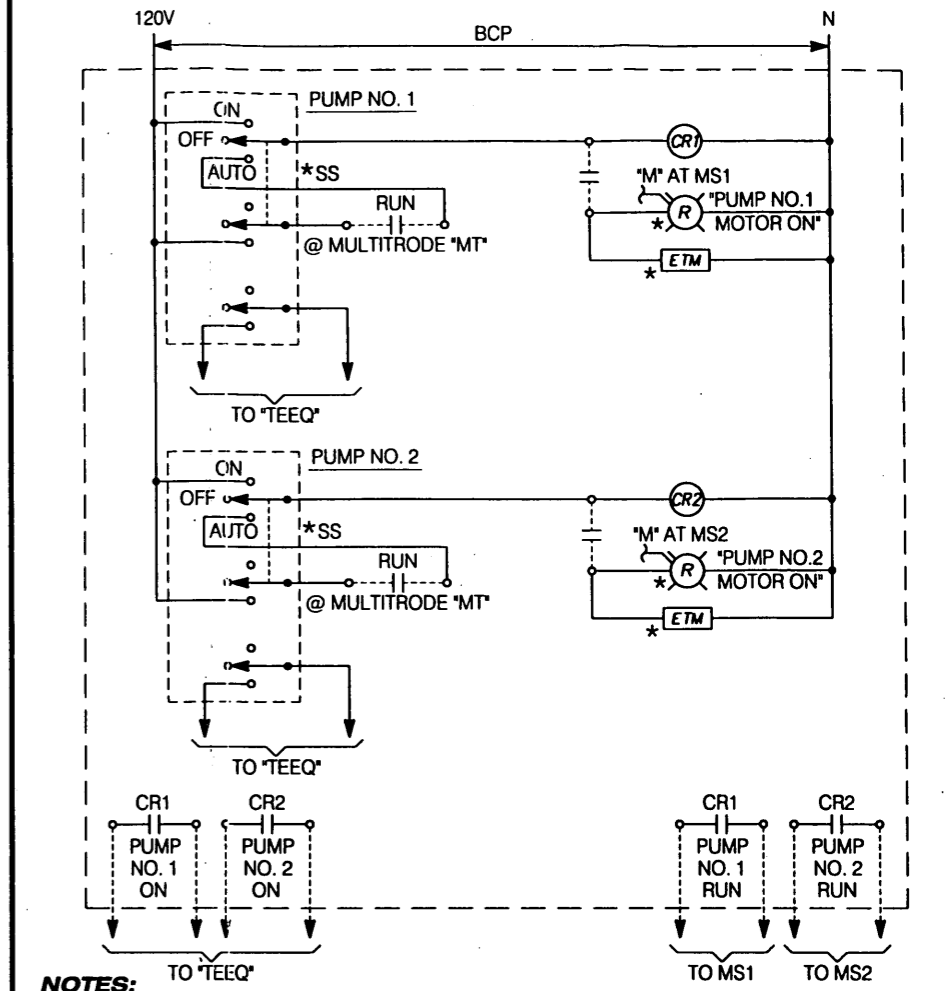 120V
N
BCP
PUMP NO. 1
ON
OFF
AUTO
*SS
CR1
"M" AT MS1
RUN
R
"PUMP NO.1
MOTOR ON"
*
@ MULTITRODE "MT"
ETM
*
TO "TEEQ"
PUMP NO. 2
ON
OFF
AUTO
*SS
CR2
"M" AT MS2
RUN
R
"PUMP NO.2
MOTOR ON"
*
@ MULTITRODE "MT"
ETM
*
TO "TEEQ"
CR1
CR2
CR1
CR2
PUMP
NO. 1
ON
PUMP
NO. 2
ON
PUMP
NO. 1
RUN
PUMP
NO. 2
RUN
TO "TEEQ"
TO MS1
TO MS2
NOTES: